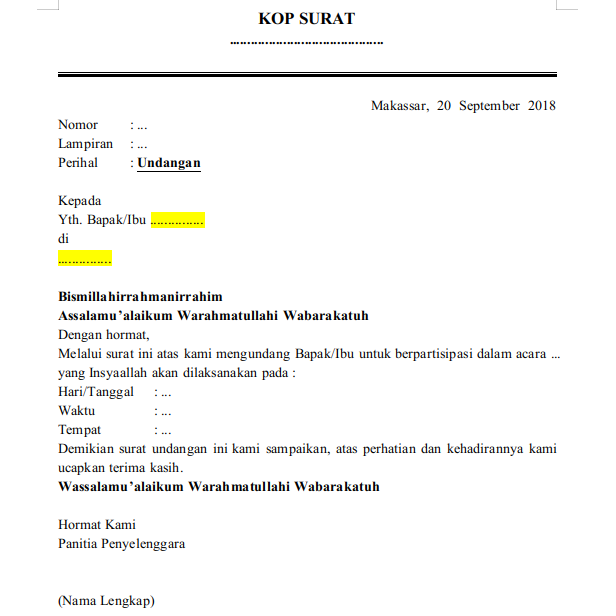 KOP SURAT
............................................
Makassar, 20 September 2018
Nomor : ...
Lampiran : ...
Perihal : Undangan
Kepada
Yth. Bapak/Ibu ...............
di
...............
Bismillahirrahmanirrahim
Assalamu’alaikum Warahmatullahi Wabarakatuh
Dengan hormat,
Melalui surat ini atas kami mengundang Bapak/Ibu untuk berpartisipasi dalam acara ...
yang Insyaallah akan dilaksanakan pada :
Hari/Tanggal : ...
Waktu : ...
Tempat : ...
Demikian surat undangan ini kami sampaikan, atas perhatian dan kehadirannya kami
ucapkan terima kasih.
Wassalamu’alaikum Warahmatullahi Wabarakatuh
Hormat Kami
Panitia Penyelenggara
(Nama Lengkap)